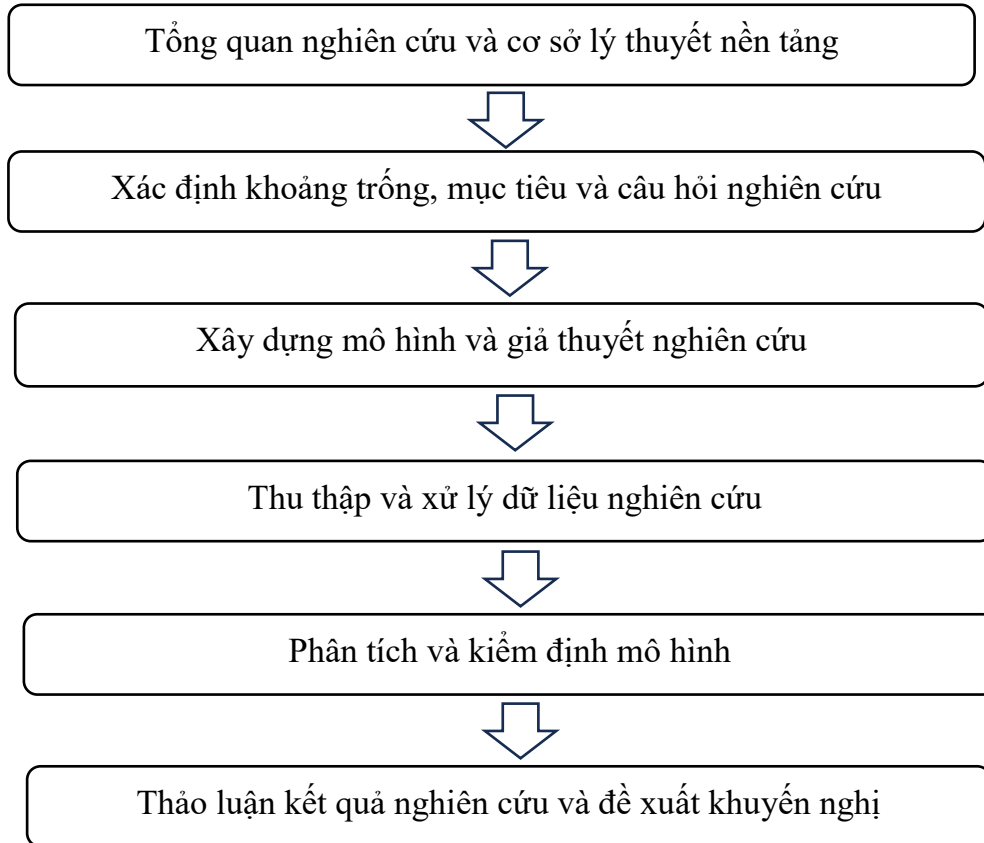 Tổng quan nghiên cứu và cơ sở lý thuyết nền tảng
Xác định khoảng trống, mục tiêu và câu hỏi nghiên cứu
Xây dựng mô hình và giả thuyết nghiên cứu
Thu thập và xử lý dữ liệu nghiên cứu
Phân tích và kiểm định mô hình
Thảo luận kết quả nghiên cứu và đề xuất khuyến nghị